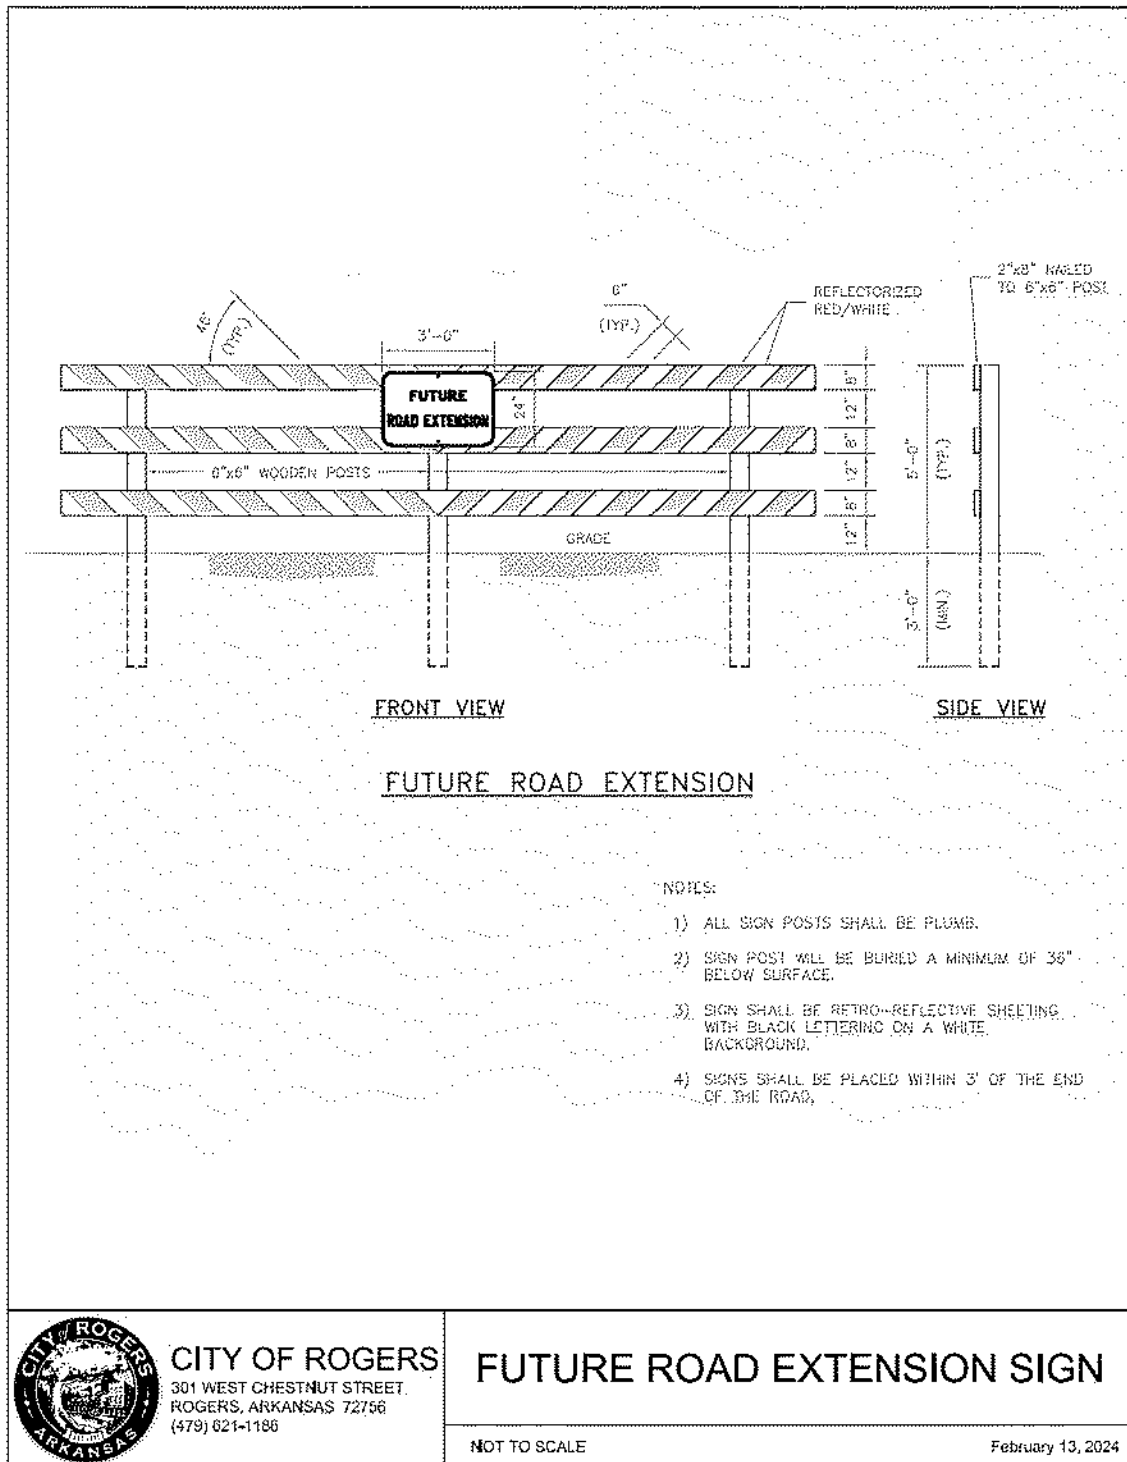 2"x8" NAILED
TO 6"x6" POST
6"
(TYP.)
REFLECTORIZED
RED/WHITE
(TYP.)
3'-0"
FUTURE
ROAD EXTENSION
24"
8"
12"
8"
12"
8"
12"
5'-0"
(TYP.)
6"x6" WOODEN POSTS
GRADE
3'-0"
(MIN.)
FRONT VIEW
SIDE VIEW
FUTURE ROAD EXTENSION
NOTES:
1) ALL SIGN POSTS SHALL BE PLUMB.
2) SIGN POST WILL BE BURIED A MINIMUM OF 36"
BELOW SURFACE.
3) SIGN SHALL BE RETRO-REFLECTIVE SHEETING
WITH BLACK LETTERING ON A WHITE
BACKGROUND.
4) SIGNS SHALL BE PLACED WITHIN 3' OF THE END
OF THE ROAD.
CITY of ROGERS
ARKANSAS
CITY OF ROGERS
301 WEST CHESTNUT STREET
ROGERS, ARKANSAS 72756
(479) 621-1186
FUTURE ROAD EXTENSION SIGN
NOT TO SCALE
February 13, 2024